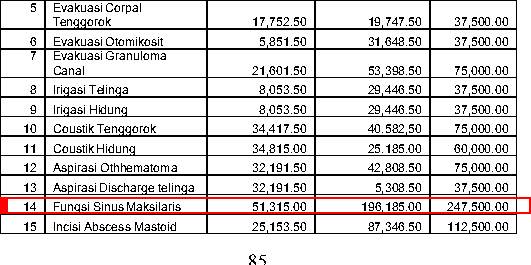 5 Evakuasi Corpal
Tenggorok 17,752.50 19,747.50 37,500.00
6 Evakuasi Otomikosit 5,851.50 31,648.50 37,500.00
7 Evakuasi Granuloma
Canal 21,601.50 53,398.50 75,000.00
8 Irigasi Telinga 8,053.50 29,446.50 37,500.00
9 Irigasi Hidung 8,053.50 29,446.50 37,500.00
10 Coustik Tenggorok 34,417.50 40.582,50 75,000.00
11 Coustik Hidung 34,815.00 25.185.00 60,000.00
12 Aspirasi Othhematoma 32,191.50 42,808.50 75,000.00
13 Aspirasi Discharge telinga 32,191.50 5,308.50 37,500.00
14 Fungsi Sinus Maksilaris 51,315.00 196,185.00 247,500.00
15 Incisi Abscess Mastoid 25,153.50 87,346.50 112,500.00
85